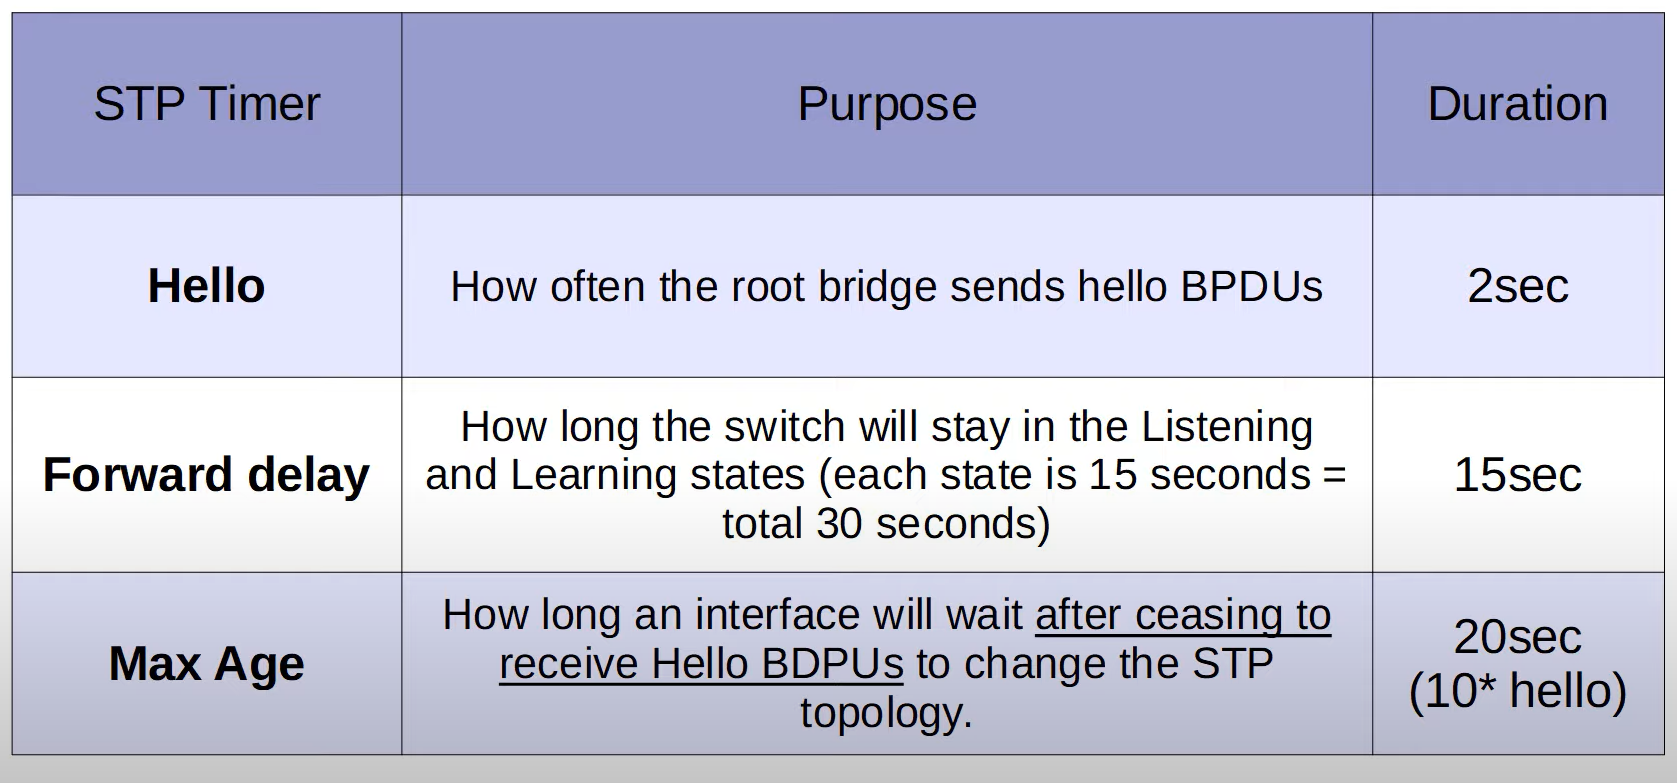 STP Timer
Purpose
Duration
Hello
How often the root bridge sends hello BPDUs
2sec
Forward delay
How long the switch will stay in the Listening
and Learning states (each state is 15 seconds =
total 30 seconds)
15sec
Max Age
How long an interface will wait after ceasing to
receive Hello BDPUs to change the STP
topology.
20sec
(10* hello)